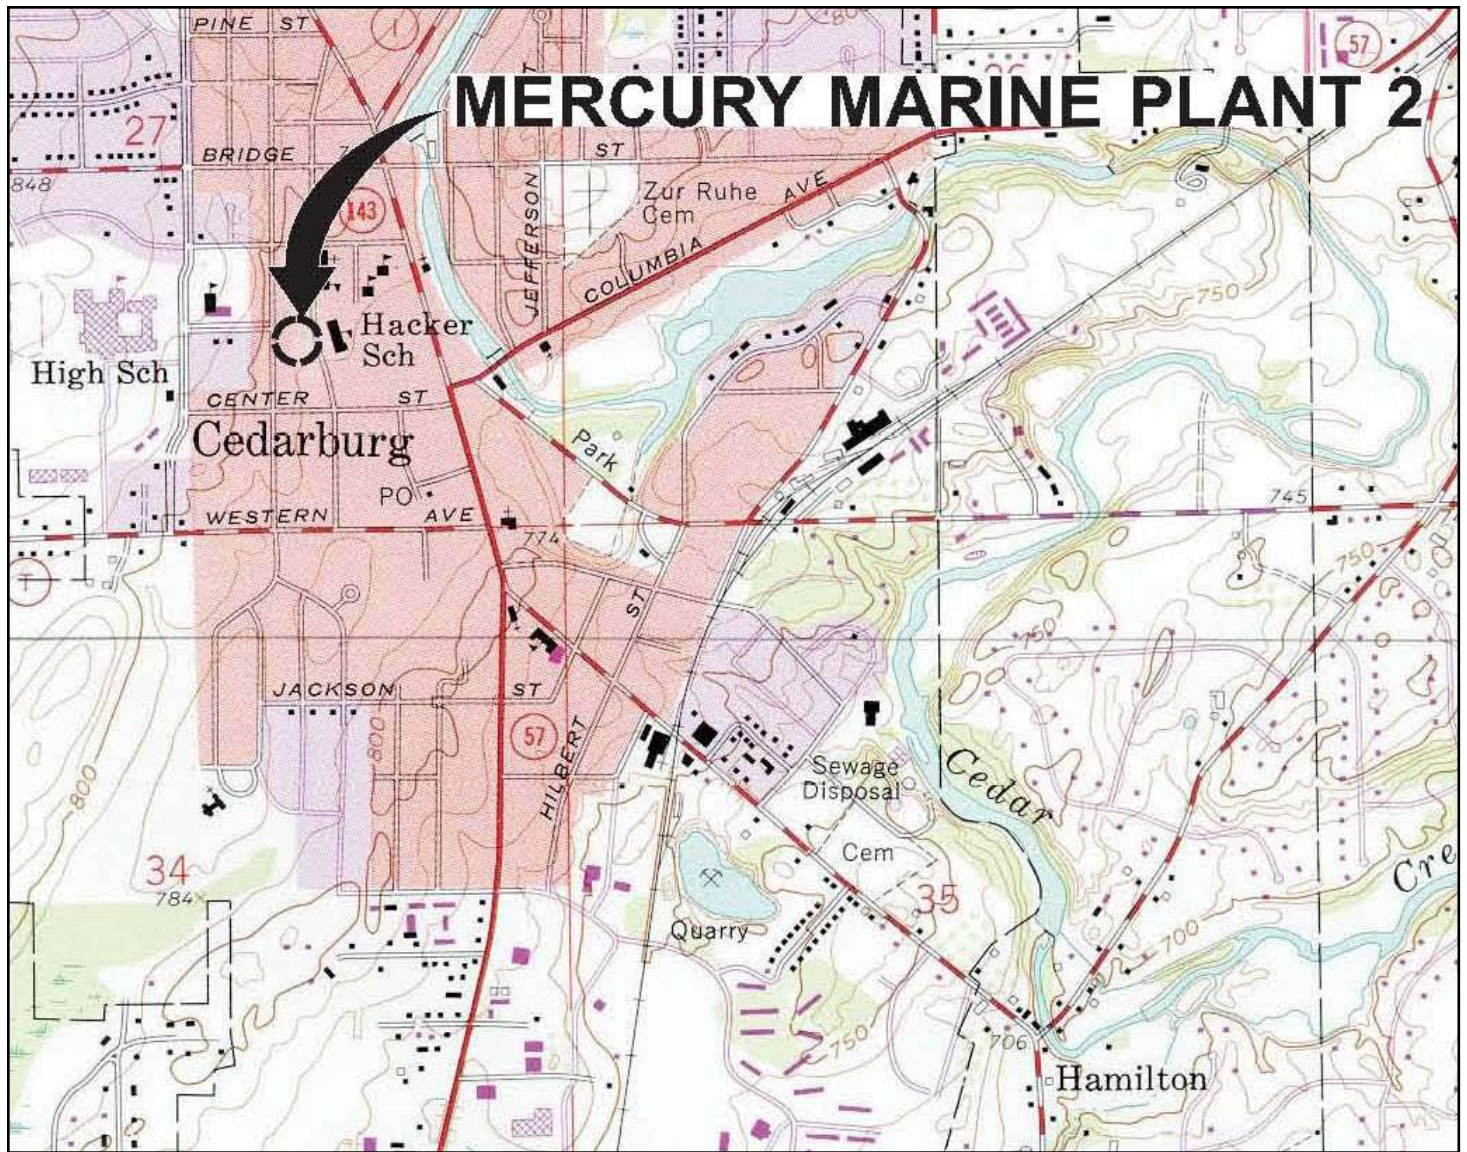 PINE ST
I
57
MERCURY MARINE PLANT 2
27
BRIDGE ST
848
143
JEFFERSON
Zur Ruhe
Cem
COLUMBIA AVE
750
Hacker
Sch
High Sch
CENTER ST
Cedarburg
Park
PO
WESTERN AVE
745
774
750
T
ST
750
JACKSON ST
57
HILBERT
800
800
Sewage
Disposal
Cedar
Cem
34
784
35
Cre
Quarry
700
750
706
Hamilton